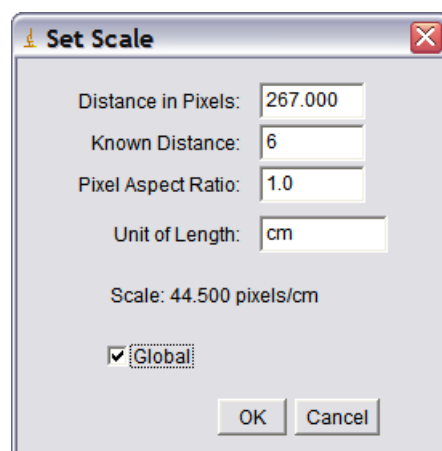 Set Scale
Distance in Pixels: 267.000
Known Distance: 6
Pixel Aspect Ratio: 1.0
Unit of Length: cm
Scale: 44.500 pixels/cm
Global
OK Cancel